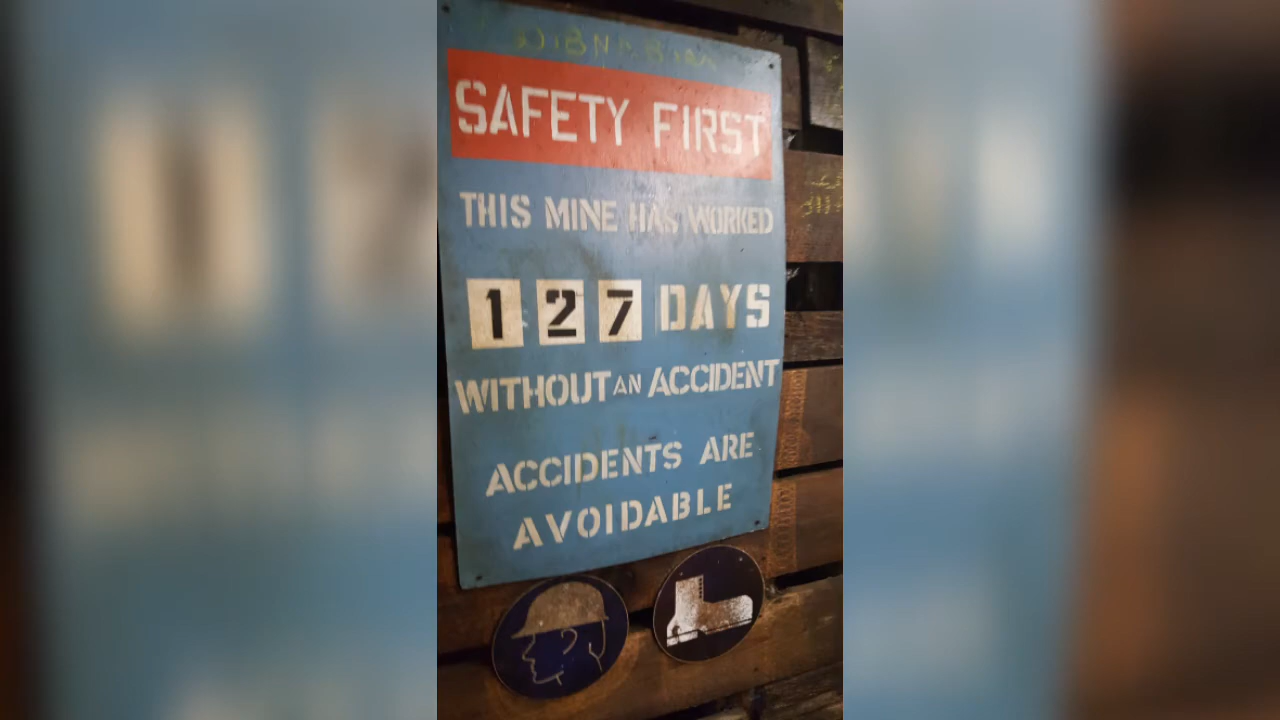 SAFETY FIRST
THIS MINE HAS WORKED
127 DAYS
WITHOUT AN ACCIDENT
ACCIDENTS ARE
AVOIDABLE